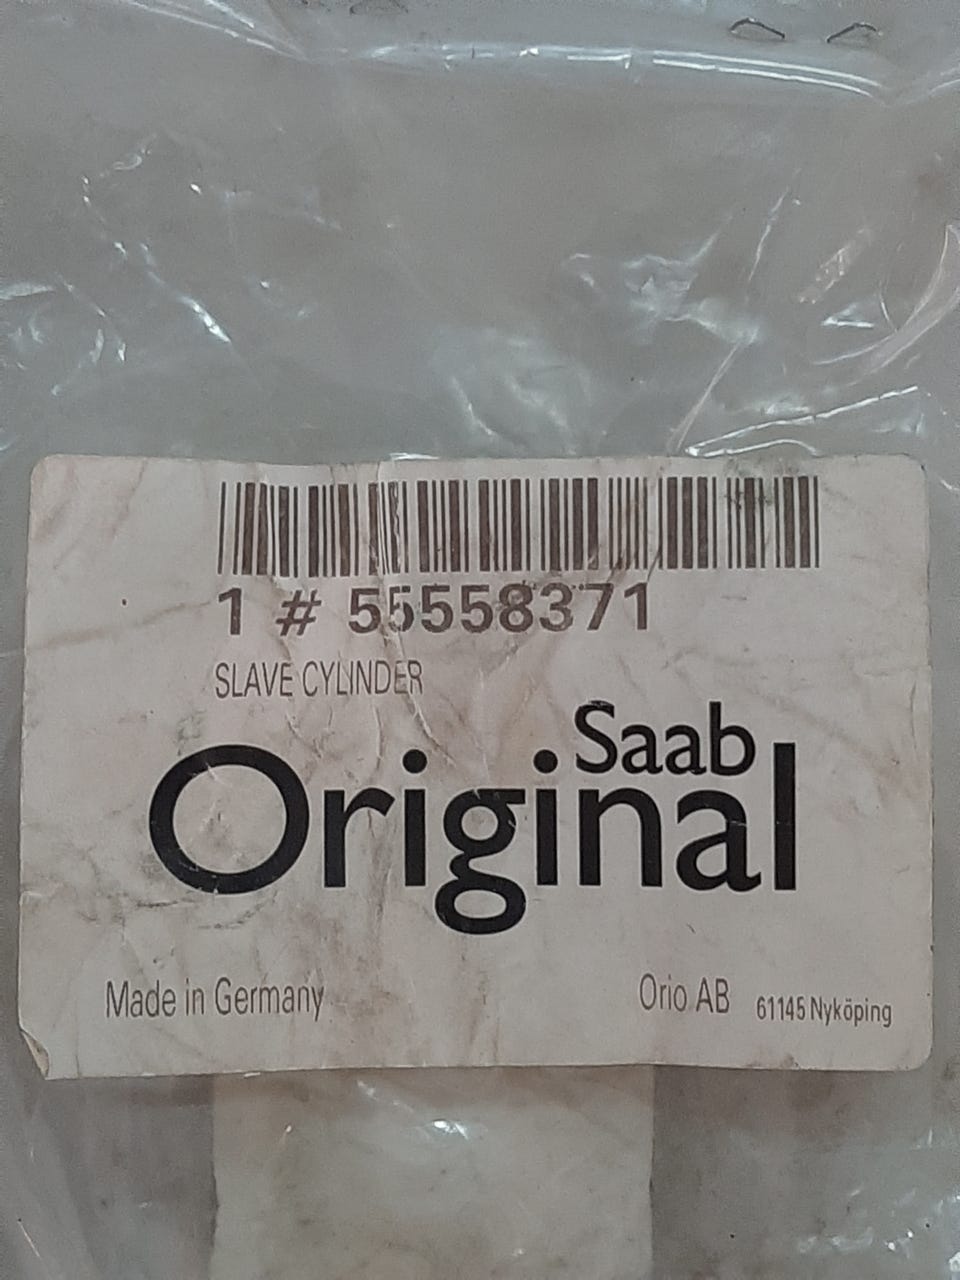 1 # 55558371
SLAVE CYLINDER
Saab
Original
Made in Germany
Orio AB 61145 Nyköping